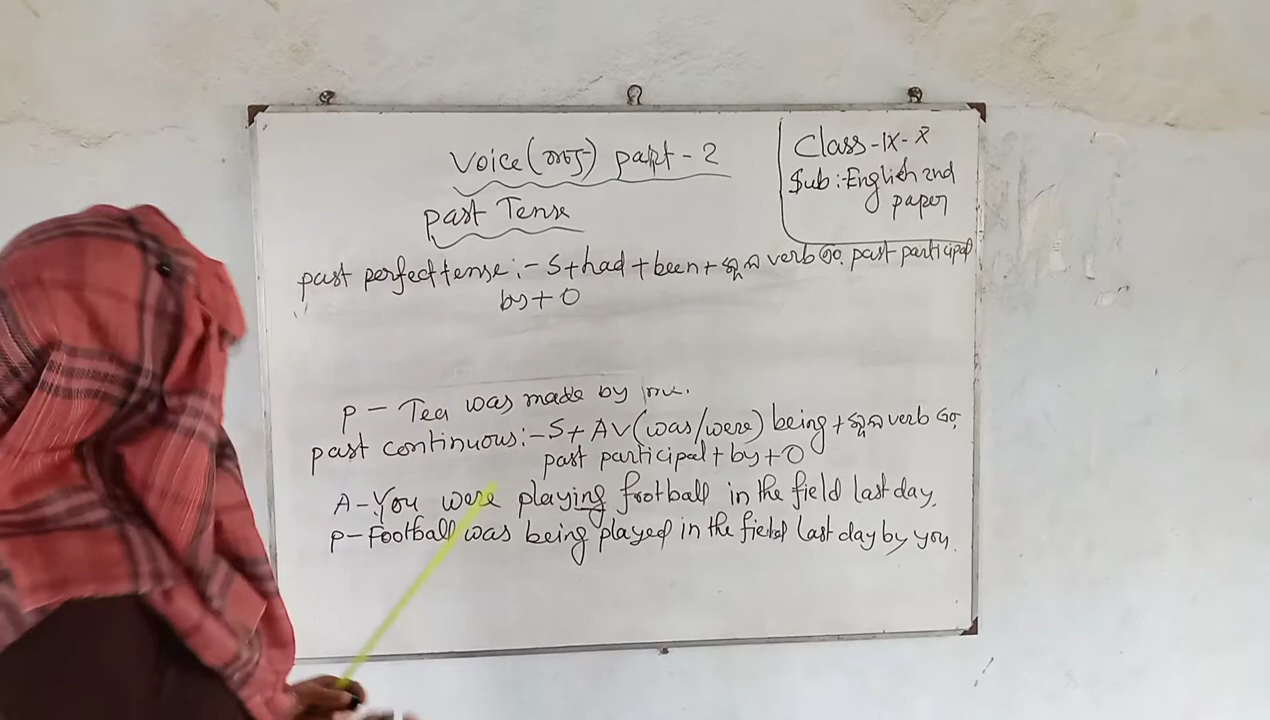 Voice (বাচ্য) part - 2
Class - IX - X
Sub :- English 2nd
paper
Past Tense
past perfect tense :- S + had + been + মূল verb এর past participal
by + O
P - Tea was made by me.
past continuous :- S + AV (was/were) being + মূল verb এর
past participal + by + O
A - You were playing football in the field last day.
P - Football was being played in the field last day by you.